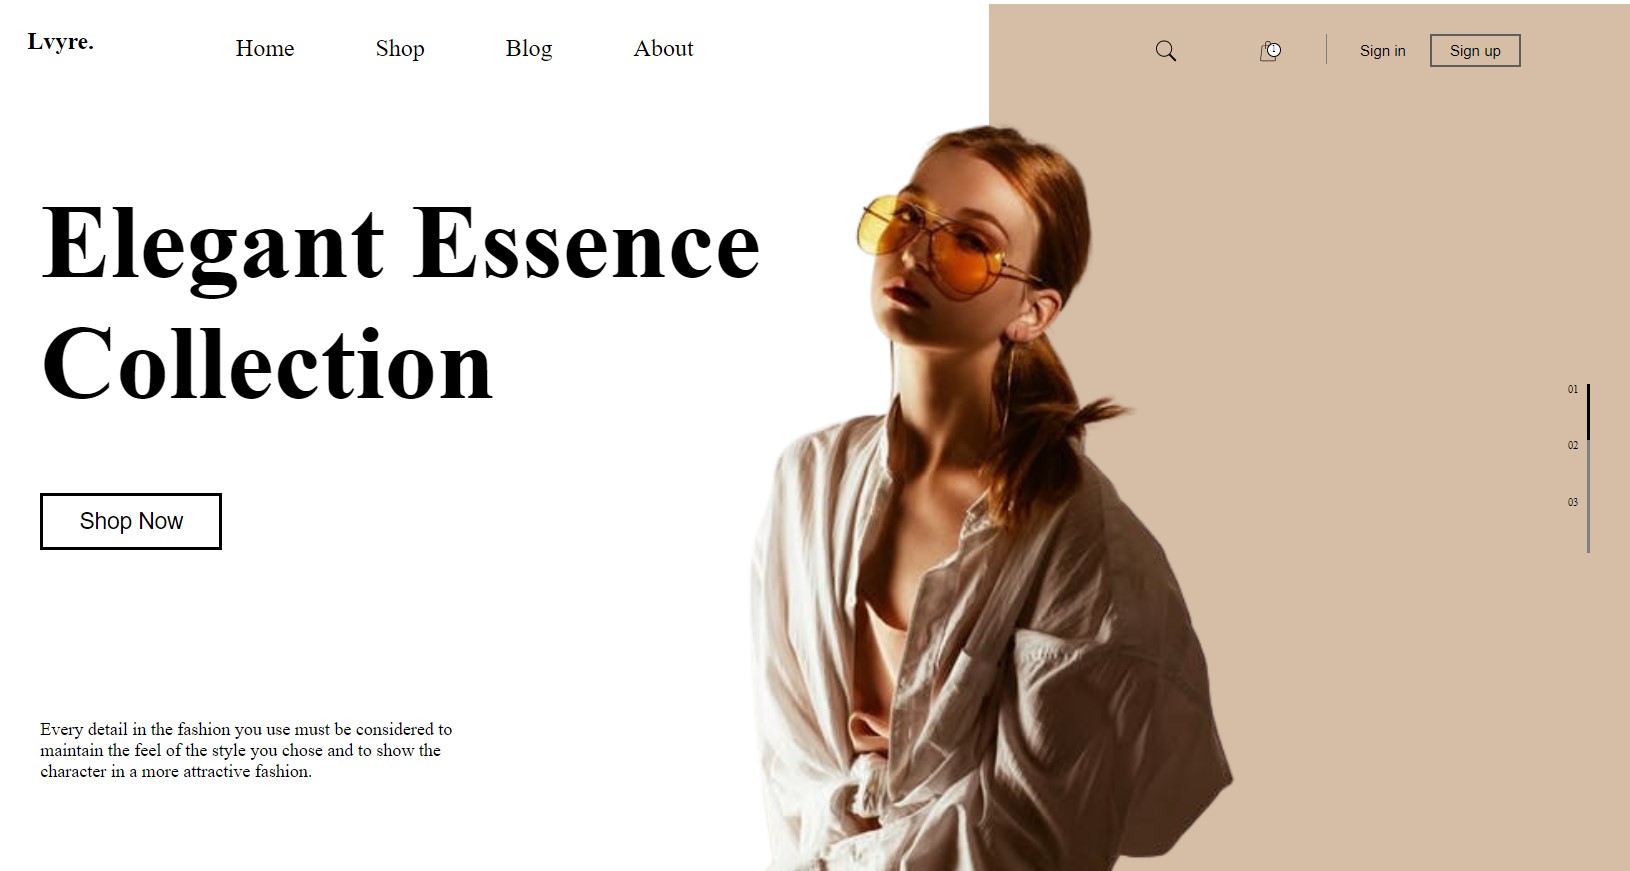 Lvyre.
Home
Shop
Blog
About
1
Sign in
Sign up
Elegant Essence
Collection
Shop Now
01
02
03
Every detail in the fashion you use must be considered to
maintain the feel of the style you chose and to show the
character in a more attractive fashion.